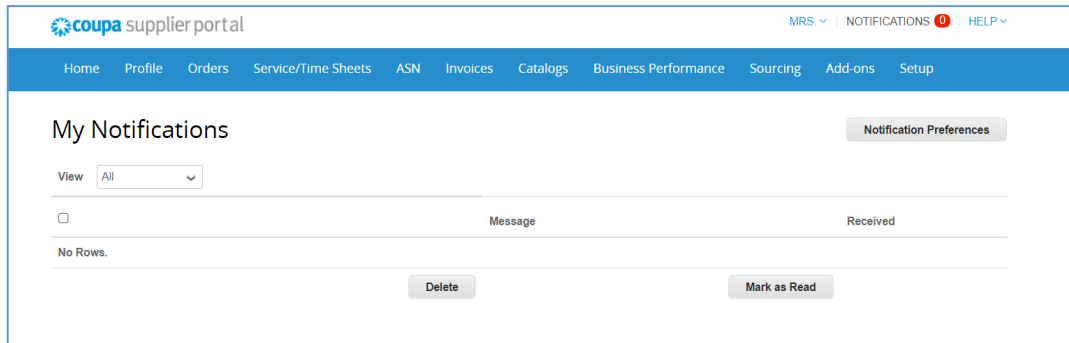 coupa supplier portal MRS. NOTIFICATIONS 0 HELP
Home Profile Orders Service/Time Sheets ASN Invoices Catalogs Business Performance Sourcing Add-ons Setup
My Notifications Notification Preferences
View All
Message Received
No Rows.
Delete Mark as Read